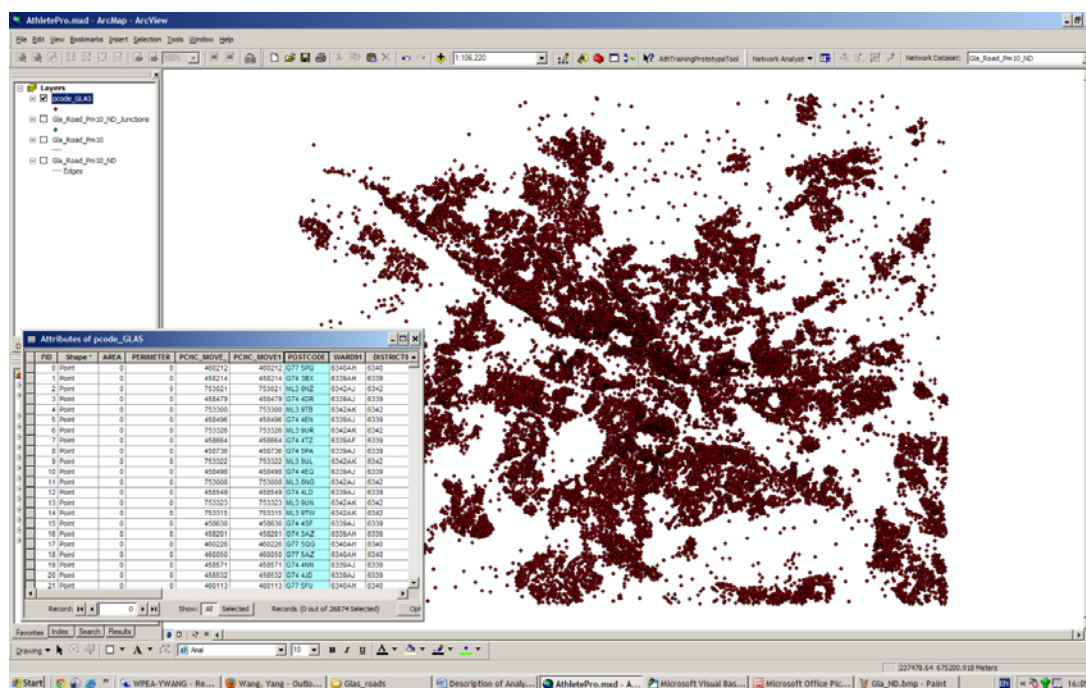 AthletePro.mxd - ArcMap - ArcView
File Edit View Bookmarks Insert Selection Tools Window Help
100% 1:106,220 AthTrainingPrototypeTool Network Analyst Network Dataset: Gla_Road_Pm10_ND
Layers
pcode_GLAS
Gla_Road_Pm10_ND_Junctions
Gla_Road_Pm10
Gla_Road_Pm10_ND
Edges
Attributes of pcode_GLAS
FID Shape * AREA PERIMETER PCHC_MOVE_ PCHC_MOVE1 POSTCODE WARD91 DISTRICT9
0 Point 0 0 460212 460212 G77 5PQ 6340AH 6340
1 Point 0 0 458214 458214 G74 3BX 6339AH 6339
2 Point 0 0 753021 753021 ML3 8NZ 6342AJ 6342
3 Point 0 0 458479 458479 G74 4DR 6339AJ 6339
4 Point 0 0 753300 753300 ML3 9TB 6342AK 6342
5 Point 0 0 458496 458496 G74 4EN 6339AJ 6339
6 Point 0 0 753326 753326 ML3 9UR 6342AK 6342
7 Point 0 0 458664 458664 G74 4TZ 6339AF 6339
8 Point 0 0 458736 458736 G74 5PA 6339AJ 6339
9 Point 0 0 753322 753322 ML3 9UL 6342AK 6342
10 Point 0 0 458498 458498 G74 4EQ 6339AJ 6339
11 Point 0 0 753008 753008 ML3 8NG 6342AJ 6342
12 Point 0 0 458549 458549 G74 4LD 6339AJ 6339
13 Point 0 0 753323 753323 ML3 9UN 6342AK 6342
14 Point 0 0 753315 753315 ML3 9TW 6342AK 6342
15 Point 0 0 458630 458630 G74 4SF 6339AJ 6339
16 Point 0 0 458201 458201 G74 3AZ 6339AH 6339
17 Point 0 0 460226 460226 G77 5QG 6340AH 6340
18 Point 0 0 460050 460050 G77 5AZ 6340AH 6340
19 Point 0 0 458571 458571 G74 4NN 6339AJ 6339
20 Point 0 0 458532 458532 G74 4JD 6339AJ 6339
21 Point 0 0 460113 460113 G77 5FU 6340AH 6340
Record: 0 Show: All Selected Records (0 out of 26874 Selected) Opt
Favorites Index Search Results
Drawing A Arial 10 B I U A
237478.64 675200.918 Meters
Start WPEA-YWANG - Re... Wang, Yang - Outlo... Glas_roads Description of Analy... AthletePro.mxd - A... Microsoft Visual Bas... Microsoft Office Pic... Gla_ND.bmp - Paint EN